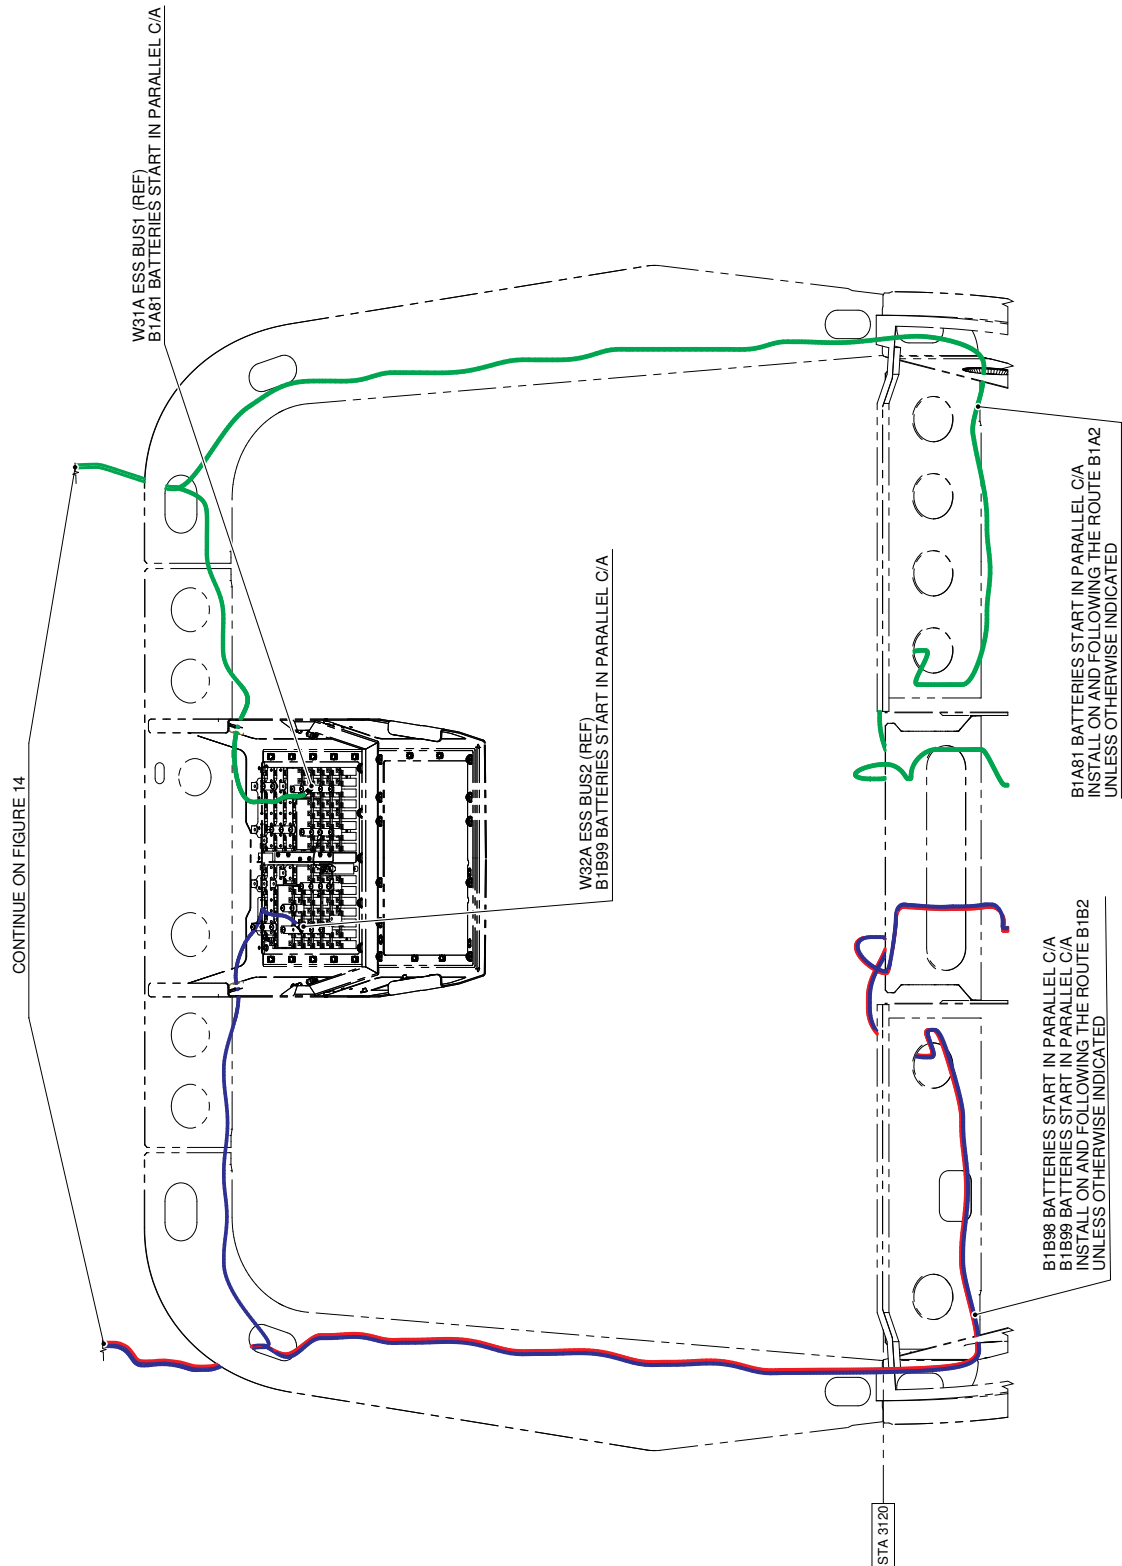 CONTINUE ON FIGURE 14
W31A ESS BUS1 (REF)
B1A81 BATTERIES START IN PARALLEL C/A
W32A ESS BUS2 (REF)
B1B99 BATTERIES START IN PARALLEL C/A
B1B98 BATTERIES START IN PARALLEL C/A
B1B99 BATTERIES START IN PARALLEL C/A
INSTALL ON AND FOLLOWING THE ROUTE B1B2
UNLESS OTHERWISE INDICATED
B1A81 BATTERIES START IN PARALLEL C/A
INSTALL ON AND FOLLOWING THE ROUTE B1A2
UNLESS OTHERWISE INDICATED
STA 3120